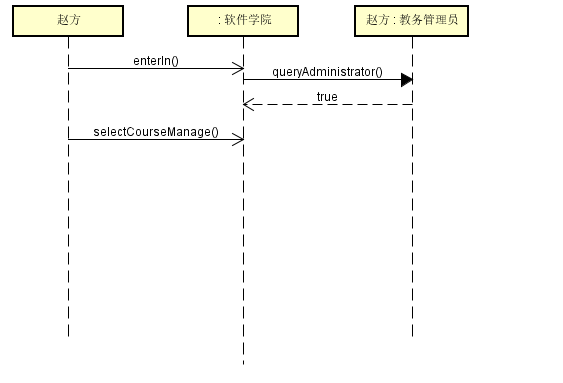 赵方
: 软件学院
赵方 : 教务管理员
enterIn()
queryAdministrator()
true
selectCourseManage()